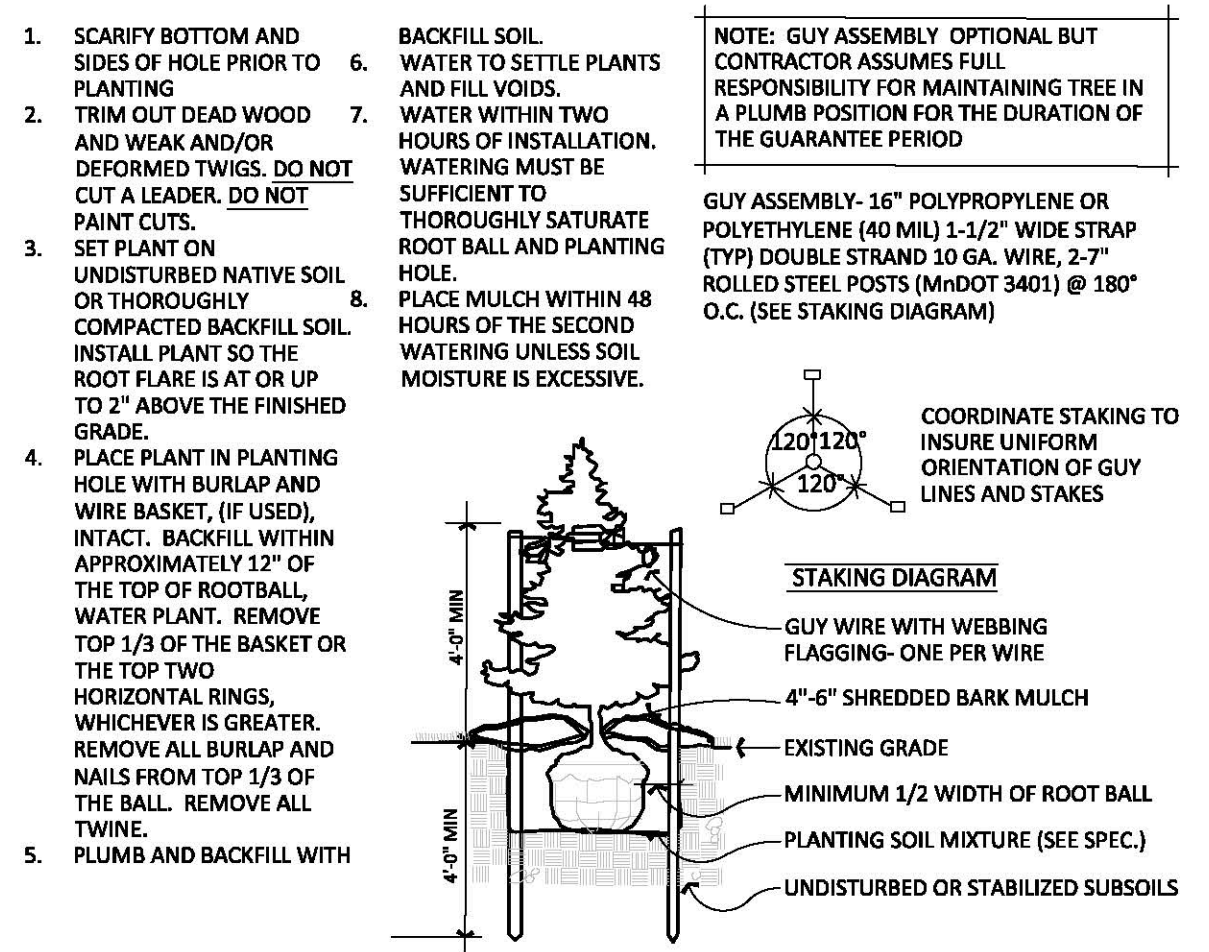 1. SCARIFY BOTTOM AND
SIDES OF HOLE PRIOR TO
PLANTING
2. TRIM OUT DEAD WOOD
AND WEAK AND/OR
DEFORMED TWIGS. DO NOT
CUT A LEADER. DO NOT
PAINT CUTS.
3. SET PLANT ON
UNDISTURBED NATIVE SOIL
OR THOROUGHLY
COMPACTED BACKFILL SOIL.
INSTALL PLANT SO THE
ROOT FLARE IS AT OR UP
TO 2" ABOVE THE FINISHED
GRADE.
4. PLACE PLANT IN PLANTING
HOLE WITH BURLAP AND
WIRE BASKET, (IF USED),
INTACT. BACKFILL WITHIN
APPROXIMATELY 12" OF
THE TOP OF ROOTBALL,
WATER PLANT. REMOVE
TOP 1/3 OF THE BASKET OR
THE TOP TWO
HORIZONTAL RINGS,
WHICHEVER IS GREATER.
REMOVE ALL BURLAP AND
NAILS FROM TOP 1/3 OF
THE BALL. REMOVE ALL
TWINE.
5. PLUMB AND BACKFILL WITH
BACKFILL SOIL.
6. WATER TO SETTLE PLANTS
AND FILL VOIDS.
7. WATER WITHIN TWO
HOURS OF INSTALLATION.
WATERING MUST BE
SUFFICIENT TO
THOROUGHLY SATURATE
ROOT BALL AND PLANTING
HOLE.
8. PLACE MULCH WITHIN 48
HOURS OF THE SECOND
WATERING UNLESS SOIL
MOISTURE IS EXCESSIVE.
NOTE: GUY ASSEMBLY OPTIONAL BUT
CONTRACTOR ASSUMES FULL
RESPONSIBILITY FOR MAINTAINING TREE IN
A PLUMB POSITION FOR THE DURATION OF
THE GUARANTEE PERIOD
GUY ASSEMBLY- 16" POLYPROPYLENE OR
POLYETHYLENE (40 MIL) 1-1/2" WIDE STRAP
(TYP) DOUBLE STRAND 10 GA. WIRE, 2-7"
ROLLED STEEL POSTS (MnDOT 3401) @ 180°
O.C. (SEE STAKING DIAGRAM)
120° 120°
120°
COORDINATE STAKING TO
INSURE UNIFORM
ORIENTATION OF GUY
LINES AND STAKES
STAKING DIAGRAM
4'-0" MIN
4'-0" MIN
GUY WIRE WITH WEBBING
FLAGGING- ONE PER WIRE
4"-6" SHREDDED BARK MULCH
EXISTING GRADE
MINIMUM 1/2 WIDTH OF ROOT BALL
PLANTING SOIL MIXTURE (SEE SPEC.)
UNDISTURBED OR STABILIZED SUBSOILS